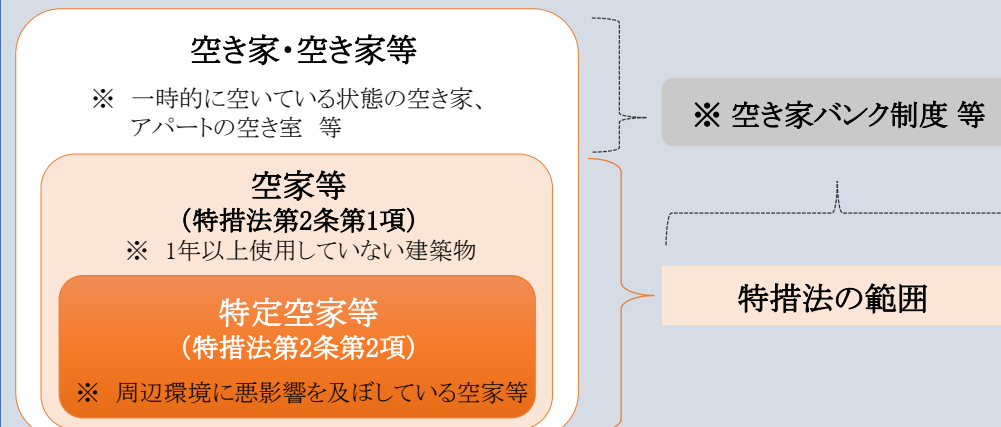 空き家・空き家等
※ 一時的に空いている状態の空き家、
アパートの空き室 等
※ 空き家バンク制度 等
空家等
(特措法第2条第1項)
※ 1年以上使用していない建築物
特措法の範囲
特定空家等
(特措法第2条第2項)
※ 周辺環境に悪影響を及ぼしている空家等